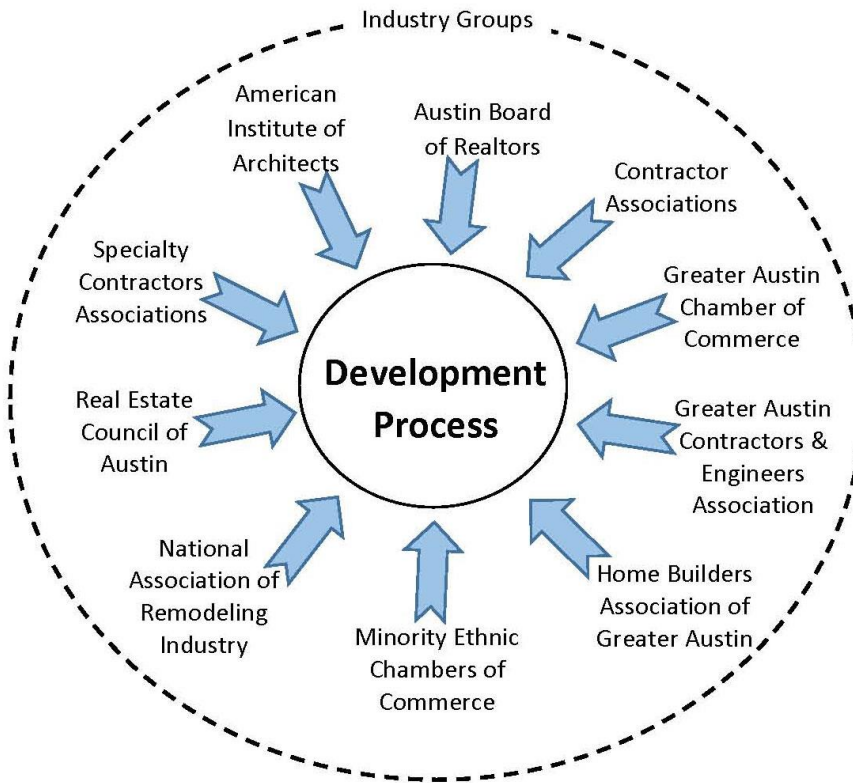 Industry Groups
American
Institute of
Architects
Austin Board
of Realtors
Contractor
Associations
Greater Austin
Chamber of
Commerce
Greater Austin
Contractors &
Engineers
Association
Home Builders
Association of
Greater Austin
Minority Ethnic
Chambers of
Commerce
National
Association of
Remodeling
Industry
Real Estate
Council of
Austin
Specialty
Contractors
Associations
Development
Process